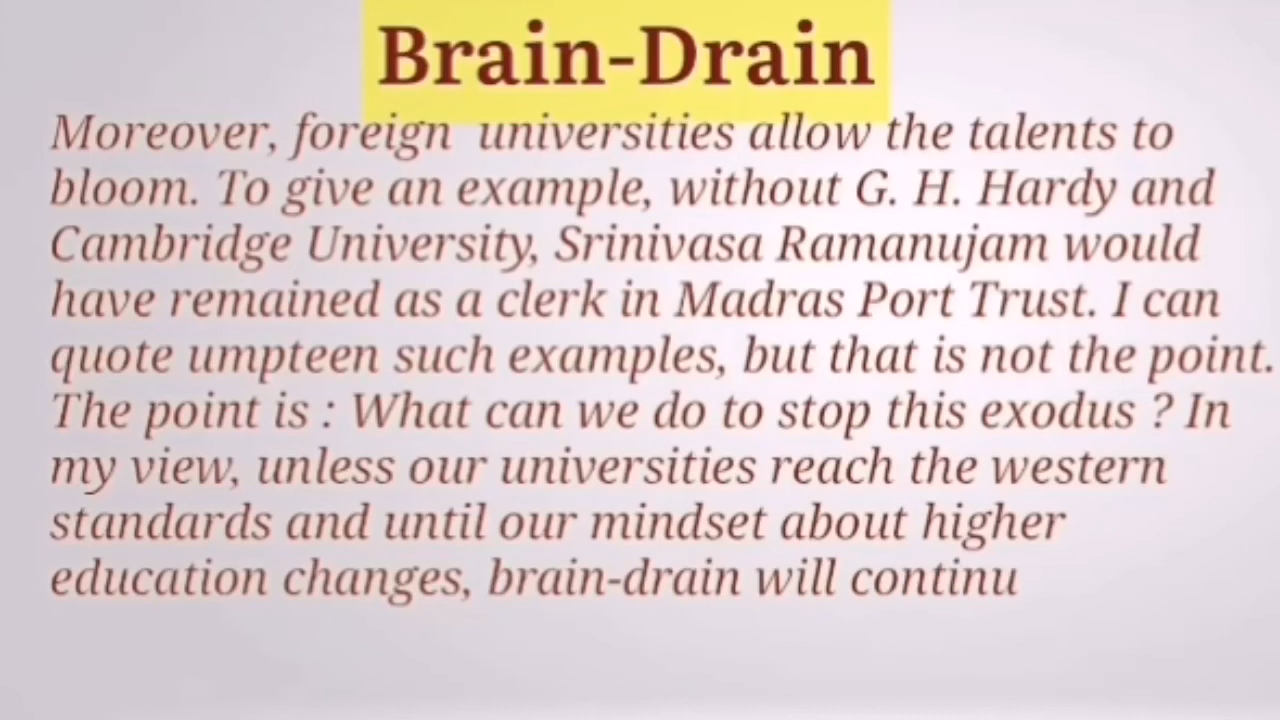 Brain-Drain
Moreover, foreign universities allow the talents to
bloom. To give an example, without G. H. Hardy and
Cambridge University, Srinivasa Ramanujam would
have remained as a clerk in Madras Port Trust. I can
quote umpteen such examples, but that is not the point.
The point is : What can we do to stop this exodus ? In
my view, unless our universities reach the western
standards and until our mindset about higher
education changes, brain-drain will continu